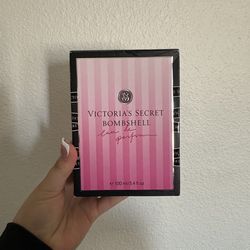 VICTORIA'S SECRET
BOMBSHELL
eau de
parfum
100 ml/3.4 fl oz